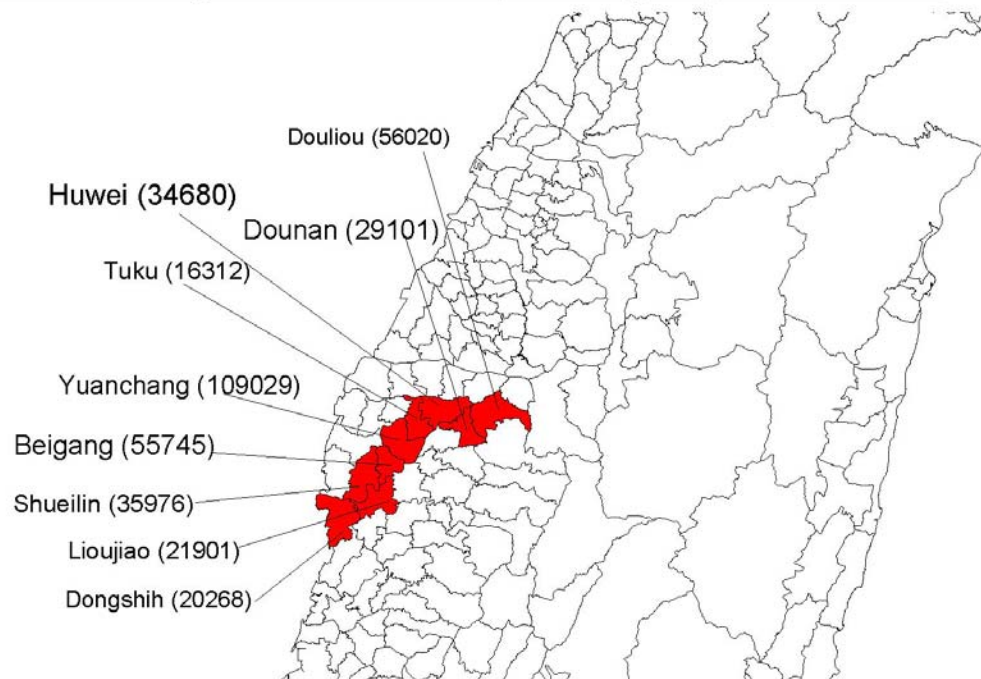 Douliou (56020)
Huwei (34680)
Dounan (29101)
Tuku (16312)
Yuanchang (109029)
Beigang (55745)
Shueilin (35976)
Lioujiao (21901)
Dongshih (20268)